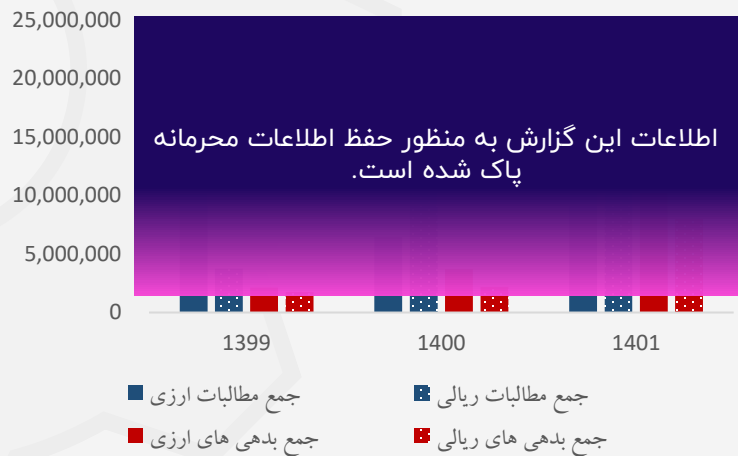 25,000,000
20,000,000
15,000,000
10,000,000
5,000,000
0
اطلاعات این گزارش به منظور حفظ اطلاعات محرمانه
پاک شده است.
1399 1400 1401
جمع مطالبات ارزی جمع مطالبات ریالی
جمع بدهی های ارزی جمع بدهی های ریالی